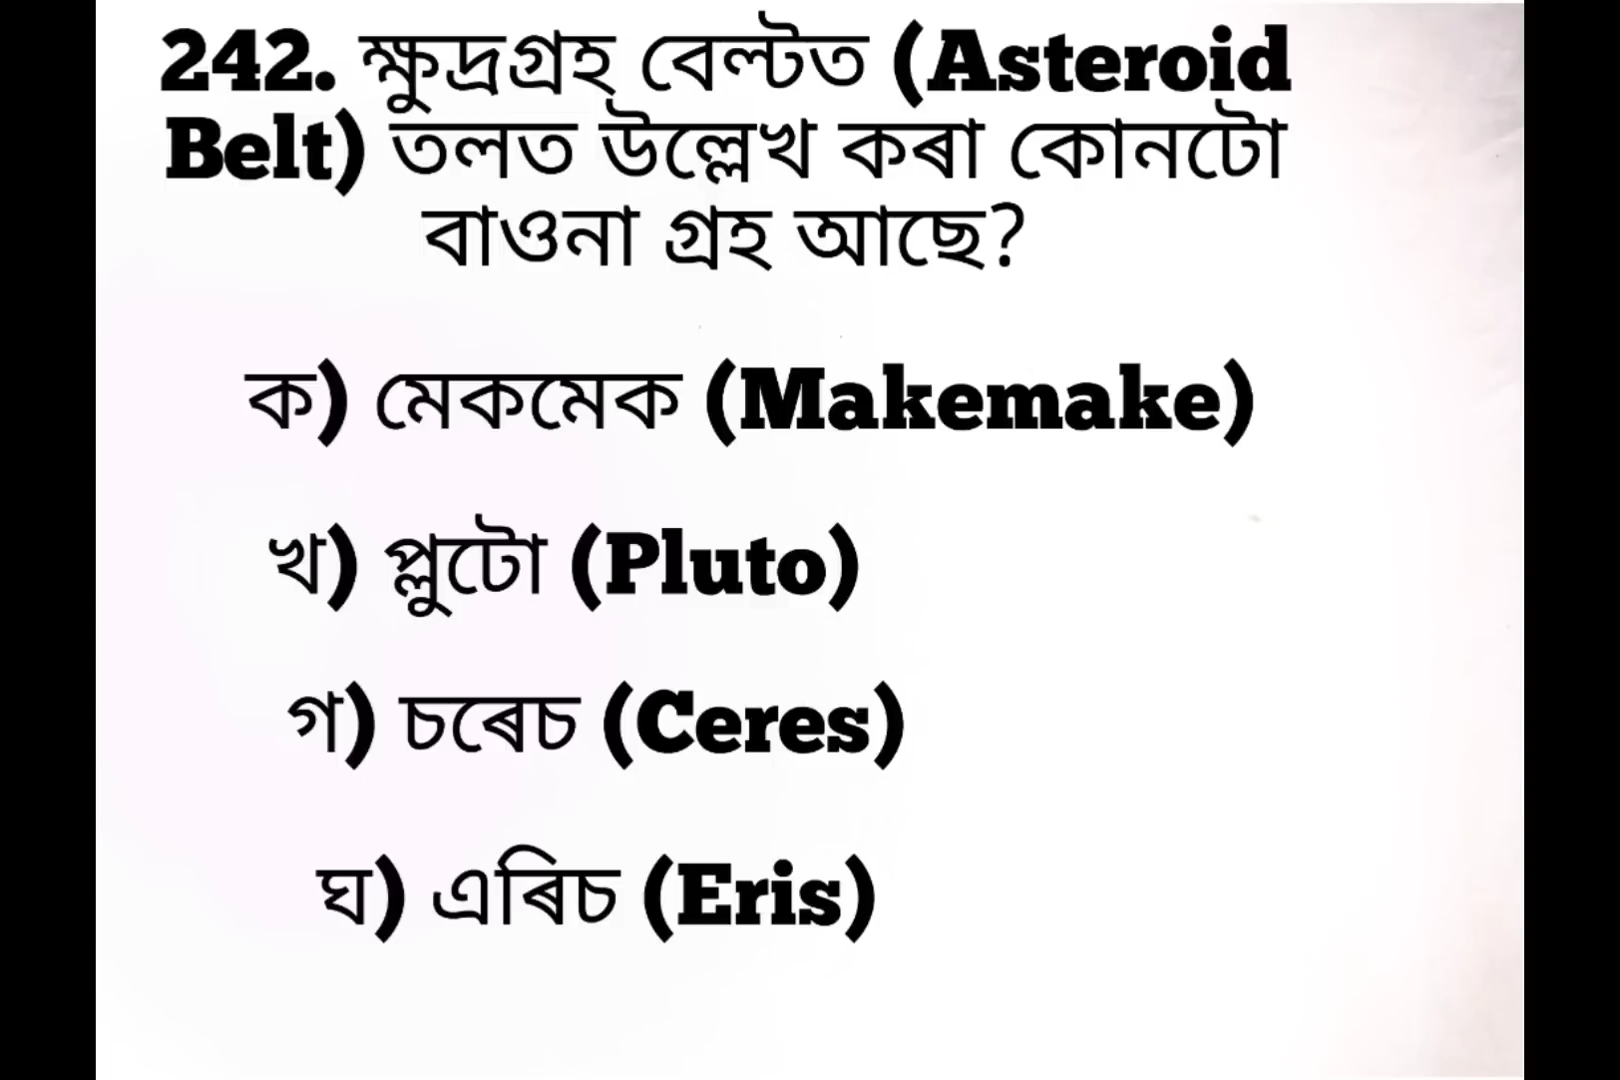 242. ক্ষুদ্ৰগ্ৰহ বেল্টত (Asteroid
Belt) তলত উল্লেখ কৰা কোনটো
বাওনা গ্ৰহ আছে?
ক) মেকমেক (Makemake)
খ) প্লুটো (Pluto)
গ) চৰেচ (Ceres)
ঘ) এৰিচ (Eris)